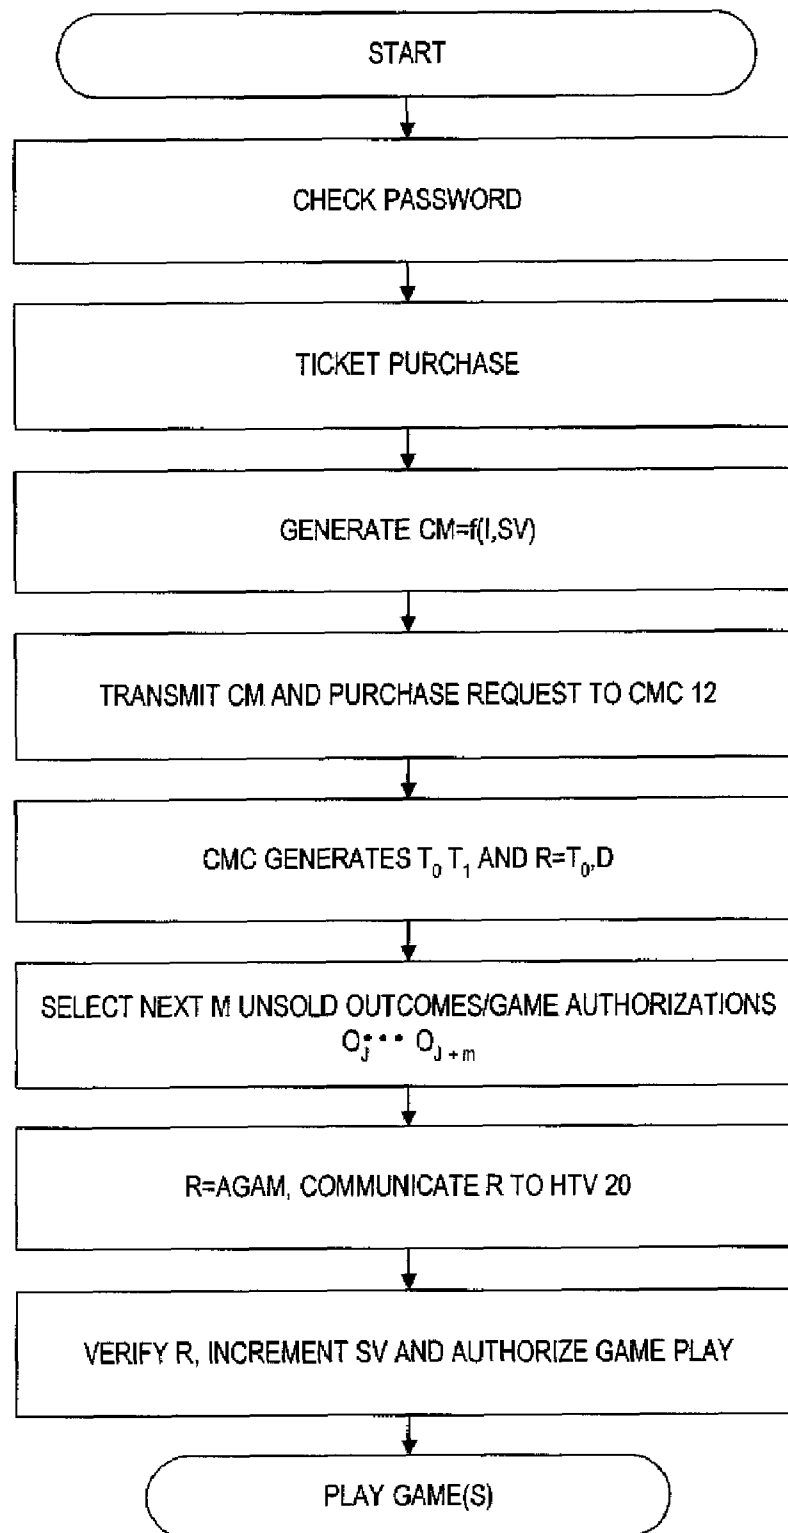 START
CHECK PASSWORD
TICKET PURCHASE
GENERATE CM=f(I,SV)
TRANSMIT CM AND PURCHASE REQUEST TO CMC 12
CMC GENERATES T₀ T₁ AND R=T₀,D
SELECT NEXT M UNSOLD OUTCOMES/GAME AUTHORIZATIONS
O_J••• O_J+m
R=AGAM, COMMUNICATE R TO HTV 20
VERIFY R, INCREMENT SV AND AUTHORIZE GAME PLAY
PLAY GAME(S)